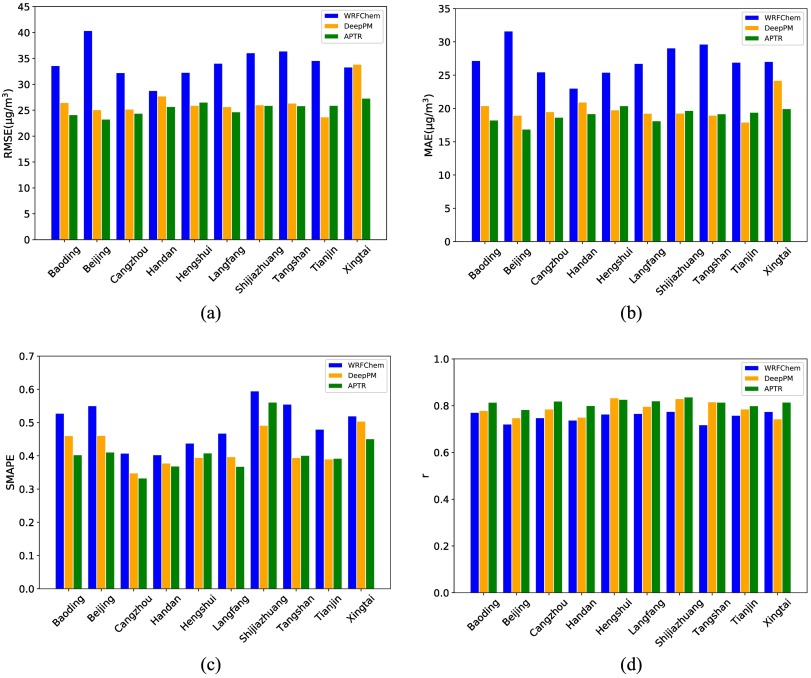 45
40
35
30
25
20
15
10
5
0
RMSE(μg/m³)
WRFChem
DeepPM
APTR
Baoding
Beijing
Cangzhou
Handan
Hengshui
Langfang
Shijiazhuang
Tangshan
Tianjin
Xingtai
(a)
35
30
25
20
15
10
5
0
MAE(μg/m³)
WRFChem
DeepPM
APTR
Baoding
Beijing
Cangzhou
Handan
Hengshui
Langfang
Shijiazhuang
Tangshan
Tianjin
Xingtai
(b)
0.7
0.6
0.5
0.4
0.3
0.2
0.1
0.0
SMAPE
WRFChem
DeepPM
APTR
Baoding
Beijing
Cangzhou
Handan
Hengshui
Langfang
Shijiazhuang
Tangshan
Tianjin
Xingtai
(c)
1.0
0.8
0.6
0.4
0.2
0.0
r
WRFChem
DeepPM
APTR
Baoding
Beijing
Cangzhou
Handan
Hengshui
Langfang
Shijiazhuang
Tangshan
Tianjin
Xingtai
(d)